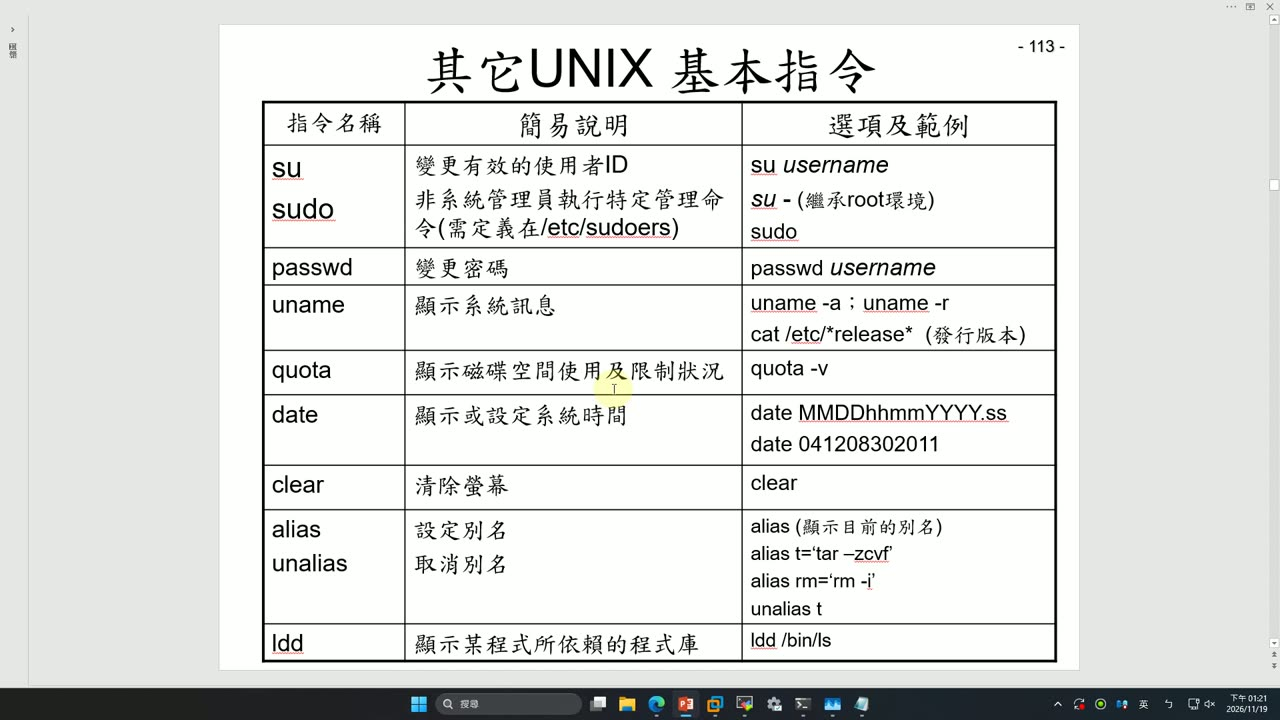 - 113 -
其它UNIX 基本指令
指令名稱
簡易說明
選項及範例
su
sudo
變更有效的使用者ID
非系統管理員執行特定管理命
令(需定義在/etc/sudoers)
su username
su - (繼承root環境)
sudo
passwd
變更密碼
passwd username
uname
顯示系統訊息
uname -a；uname -r
cat /etc/*release* (發行版本)
quota
顯示磁碟空間使用及限制狀況
quota -v
date
顯示或設定系統時間
date MMDDhhmmYYYY.ss
date 041208302011
clear
清除螢幕
clear
alias
unalias
設定別名
取消別名
alias (顯示目前的別名)
alias t=‘tar –zcvf’
alias rm=‘rm -i’
unalias t
ldd
顯示某程式所依賴的程式庫
ldd /bin/ls
搜尋
英
ㄅ
下午 01:21
2026/11/19